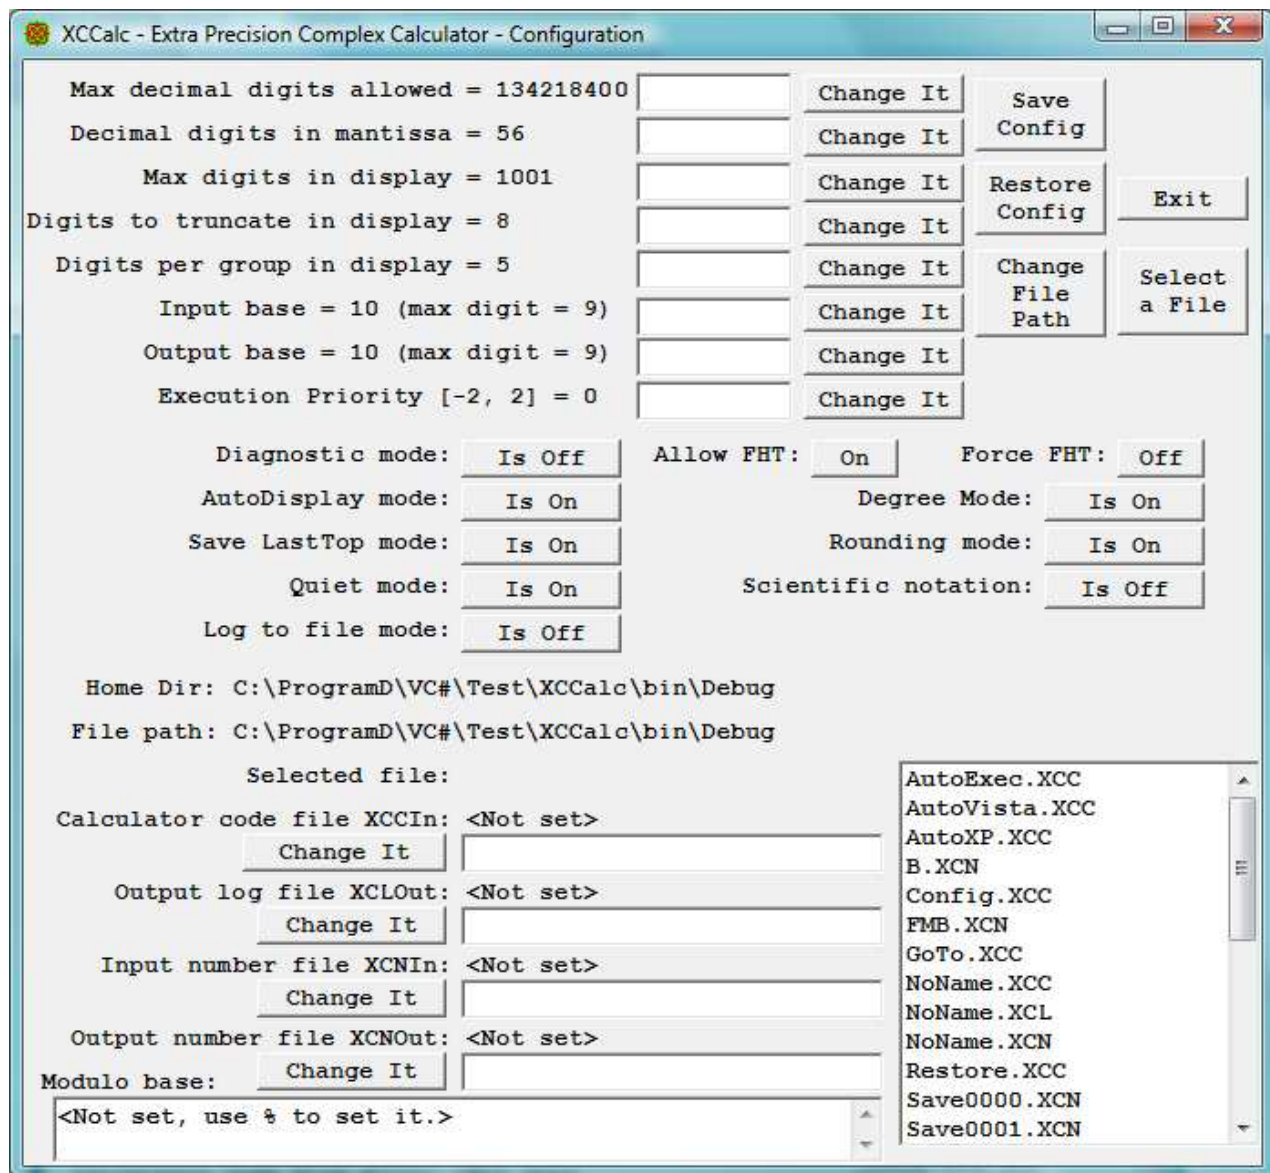 XCCalc - Extra Precision Complex Calculator - Configuration
Max decimal digits allowed = 134218400 Change It
Save Config
Decimal digits in mantissa = 56 Change It
Max digits in display = 1001 Change It
Restore Config
Exit
Digits to truncate in display = 8 Change It
Digits per group in display = 5 Change It
Change File Path
Select a File
Input base = 10 (max digit = 9) Change It
Output base = 10 (max digit = 9) Change It
Execution Priority [-2, 2] = 0 Change It
Diagnostic mode: Is Off Allow FHT: On Force FHT: Off
AutoDisplay mode: Is On Degree Mode: Is On
Save LastTop mode: Is On Rounding mode: Is On
Quiet mode: Is On Scientific notation: Is Off
Log to file mode: Is Off
Home Dir: C:\ProgramD\VC#\Test\XCCalc\bin\Debug
File path: C:\ProgramD\VC#\Test\XCCalc\bin\Debug
Selected file:
Calculator code file XCCIn: <Not set>
Change It
Output log file XCLOut: <Not set>
Change It
Input number file XCNIn: <Not set>
Change It
Output number file XCNOut: <Not set>
Change It
Modulo base:
<Not set, use % to set it.>
AutoExec.XCC
AutoVista.XCC
AutoXP.XCC
B.XCN
Config.XCC
FMB.XCN
GoTo.XCC
NoName.XCC
NoName.XCL
NoName.XCN
Restore.XCC
Save0000.XCN
Save0001.XCN